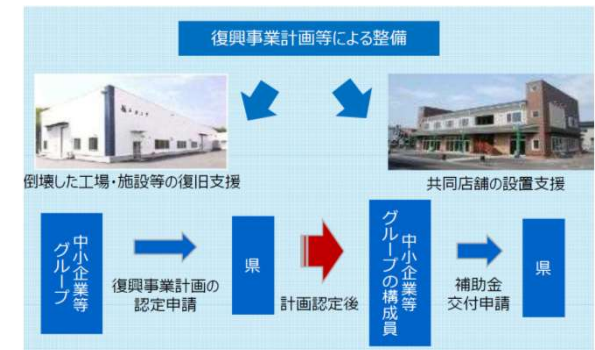 復興事業計画等による整備
倒壊した工場・施設等の復旧支援
共同店舗の設置支援
中小企業等
グループ
復興事業計画の
認定申請
県
計画認定後
中小企業等
グループの構成員
補助金
交付申請
県